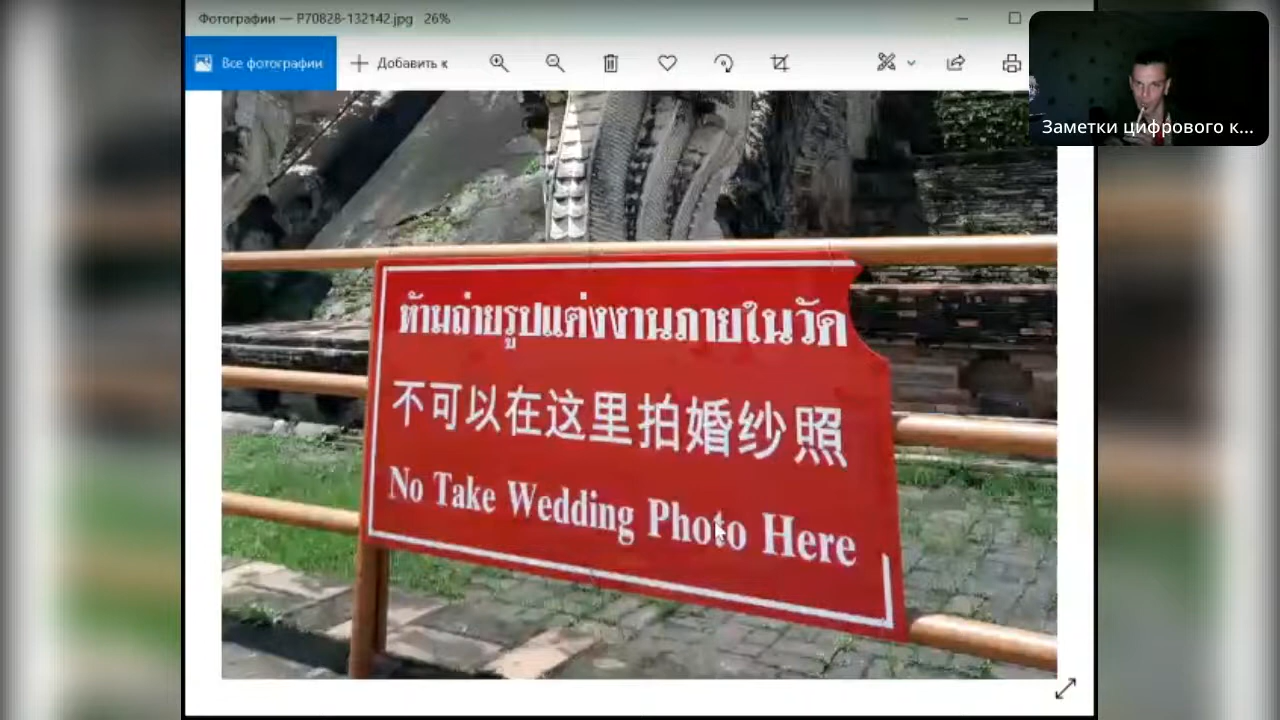 Фотографии — P70828-132142.jpg 26%
Все фотографии
Добавить к
Заметки цифрового к...
ห้ามถ่ายรูปแต่งงานภายในวัด
不可以在这里拍婚纱照
No Take Wedding Photo Here